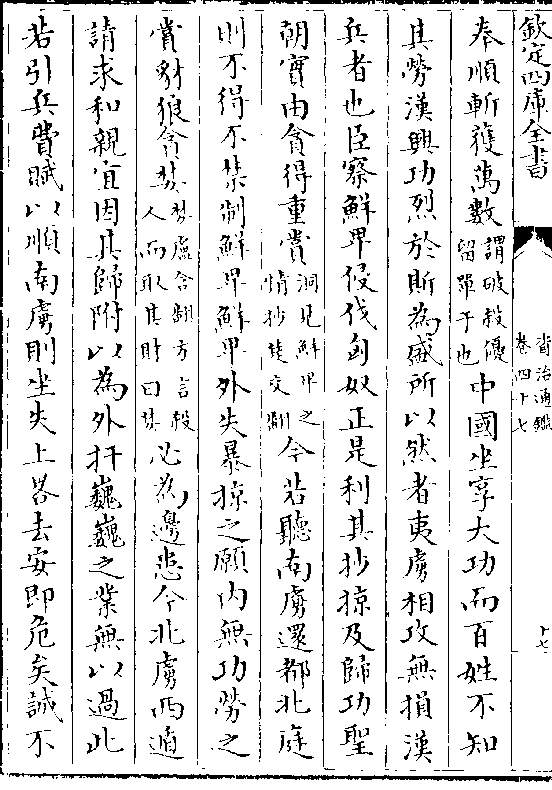 欽定四庫全書
資治通鑑
卷四十七
十七
奉順斬獲萬數謂破殺優留單于也中國坐享大功而百姓不知
其勞漢興功烈於斯為盛所以然者夷虜相攻無損漢
兵者也臣察鮮卑侵伐匈奴正是利其抄掠及歸功聖
朝實由貪得重賞洞見鮮卑之情抄楚交翻今若聽南虜還都北庭
則不得不禁制鮮卑鮮卑外失暴掠之願内無功勞之
賞豺狼貪婪婪盧含翻方言殺人而取其財曰婪必為邊患今北虜西遁
請求和親宜因其歸附以為外扞巍巍之業無以過此
若引兵費賦以順南虜則坐失上畧去安即危矣誠不